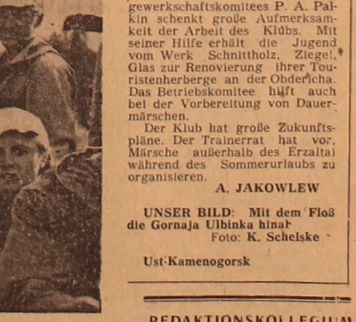 gewerkschaftskomitees P. A. Pal-
kin schenkt große Aufmerksam-
keit der Arbeit des Klubs. Mit
seiner Hilfe erhält die Jugend
vom Werk Schnittholz, Ziegel,
Glas zur Renovierung ihrer Tou-
ristenherberge an der Obdericha.
Das Betriebskomitee hilft auch
bei der Vorbereitung von Dauer-
märschen.
Der Klub hat große Zukunfts-
pläne. Der Trainerrat hat vor,
Märsche außerhalb des Erzaltai
während des Sommerurlaubs zu
organisieren.
A. JAKOWLEW
UNSER BILD: Mit dem Floß
die Gornaja Ulbinka hinab
Foto: K. Schelske
Ust-Kamenogorsk
REDAKTIONSKOLLEGIUM